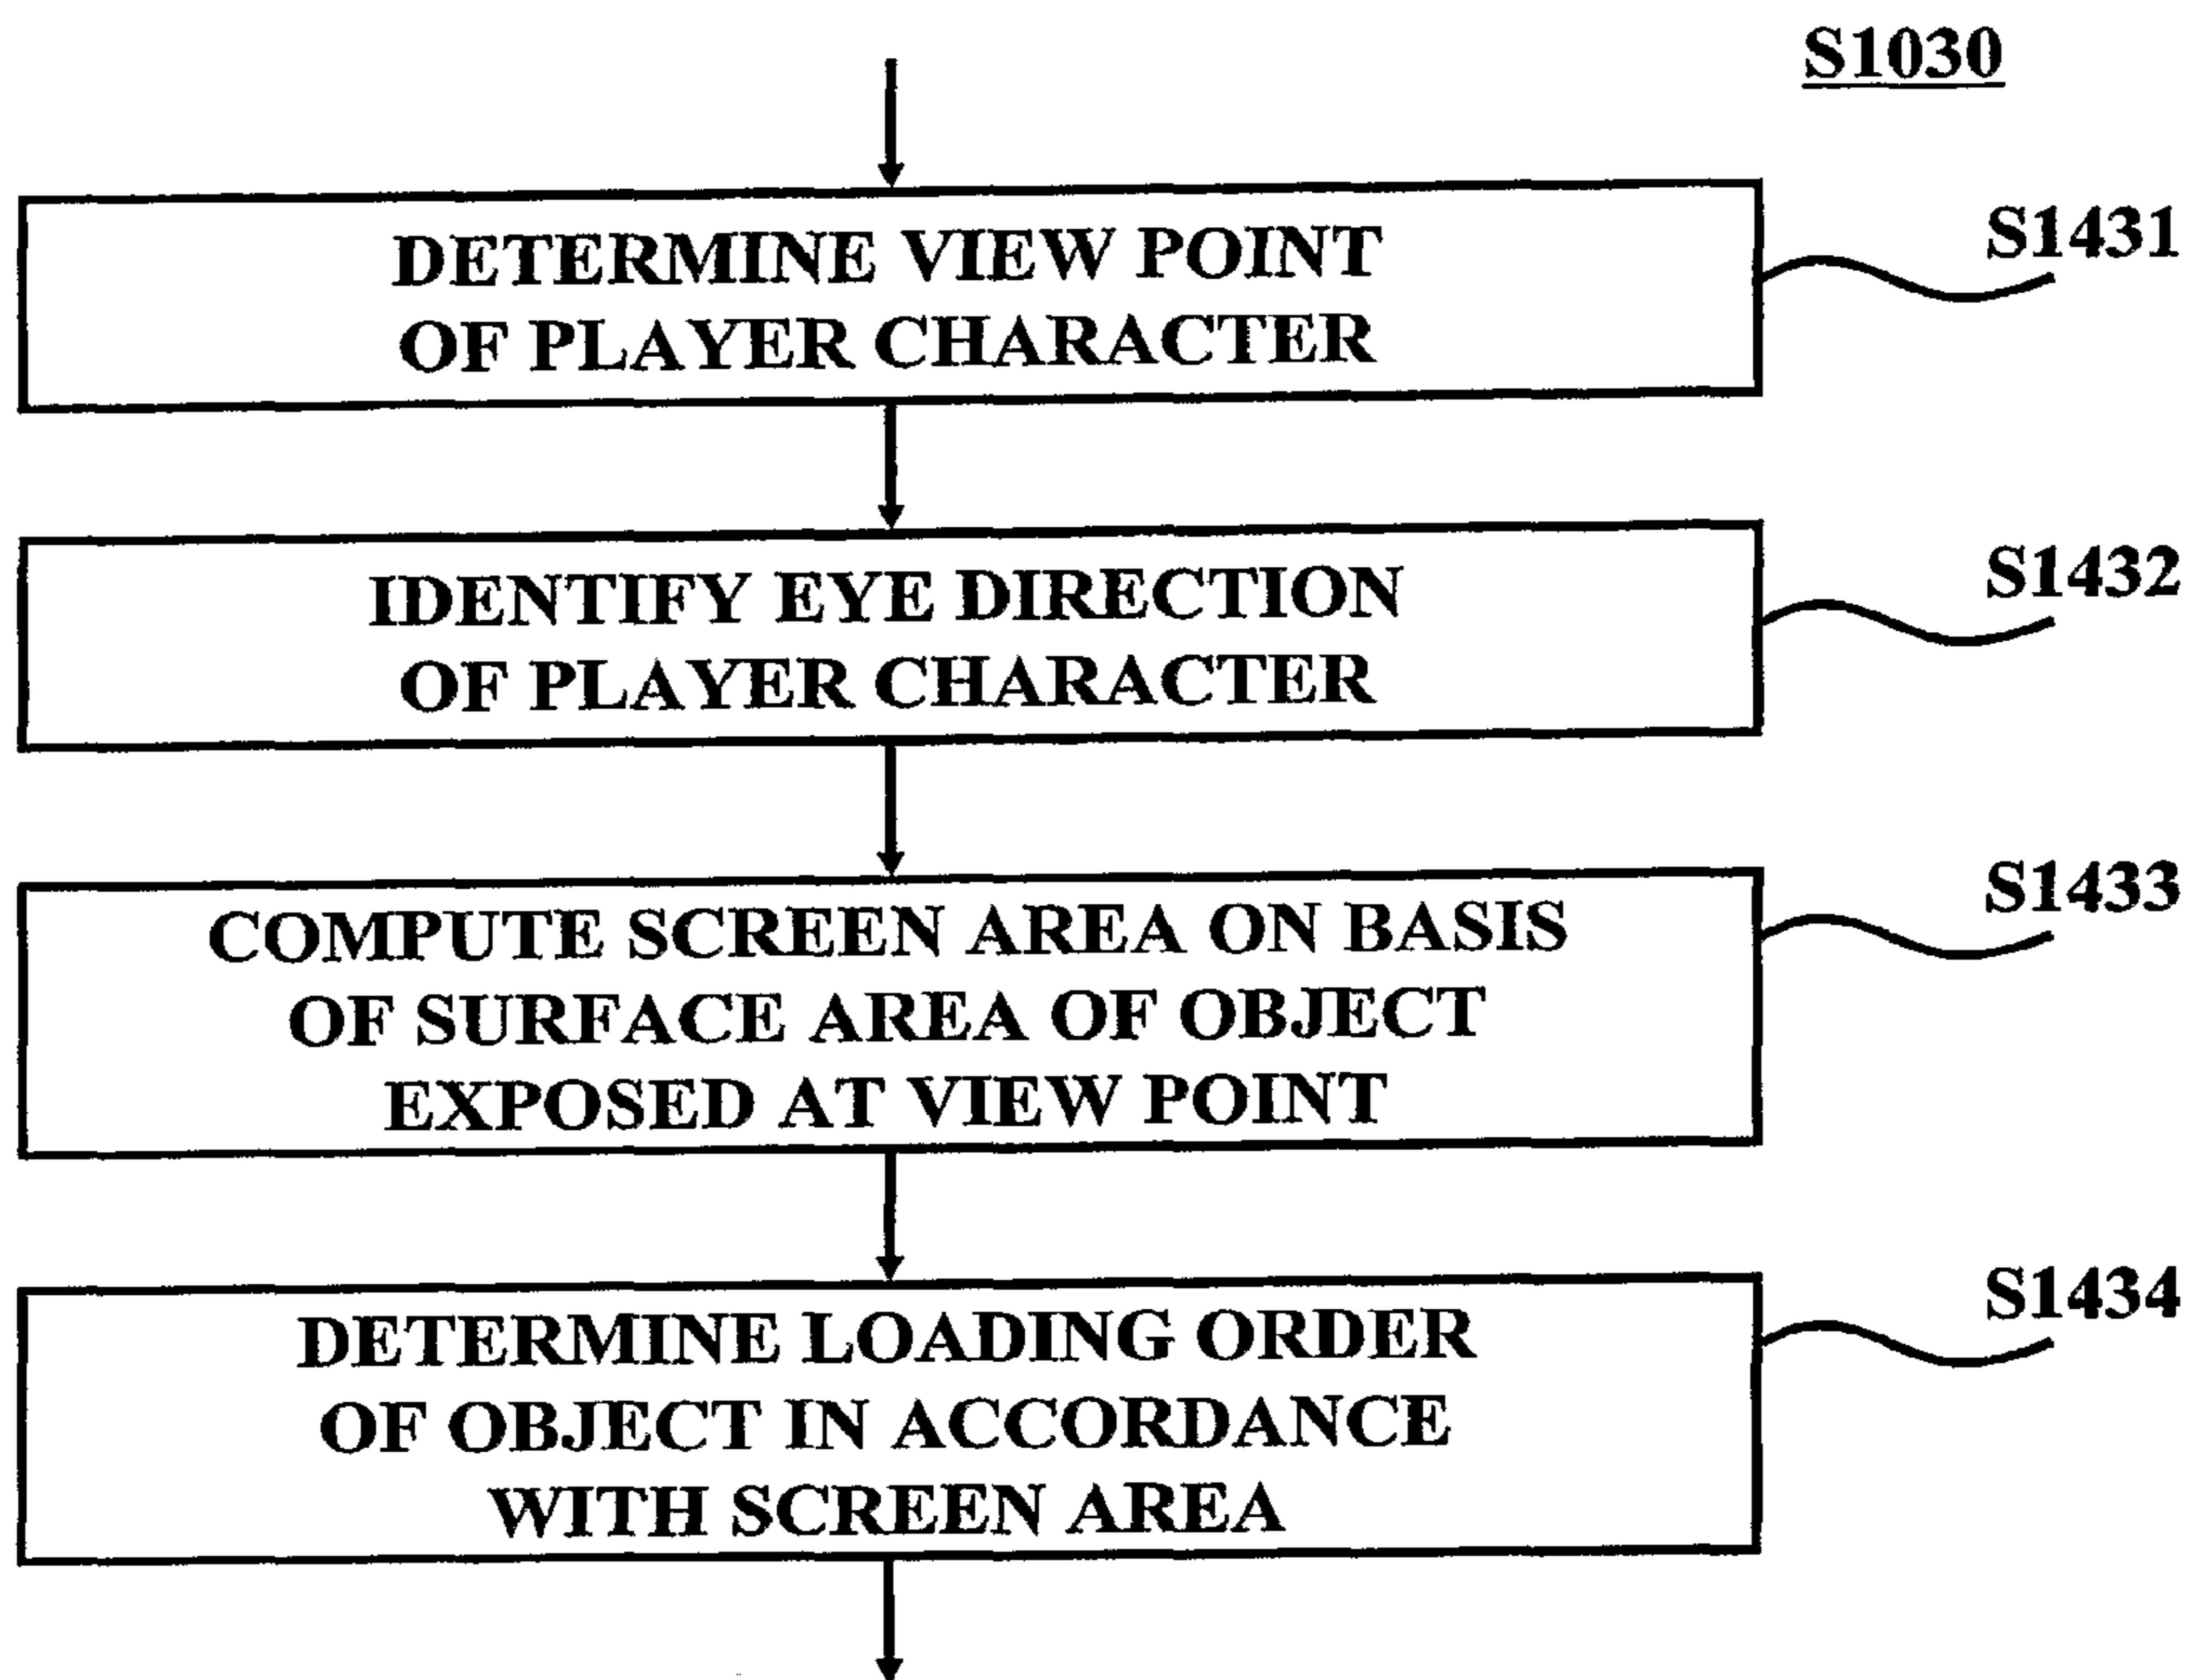 S1030
DETERMINE VIEW POINT
OF PLAYER CHARACTER
S1431
IDENTIFY EYE DIRECTION
OF PLAYER CHARACTER
S1432
COMPUTE SCREEN AREA ON BASIS
OF SURFACE AREA OF OBJECT
EXPOSED AT VIEW POINT
S1433
DETERMINE LOADING ORDER
OF OBJECT IN ACCORDANCE
WITH SCREEN AREA
S1434